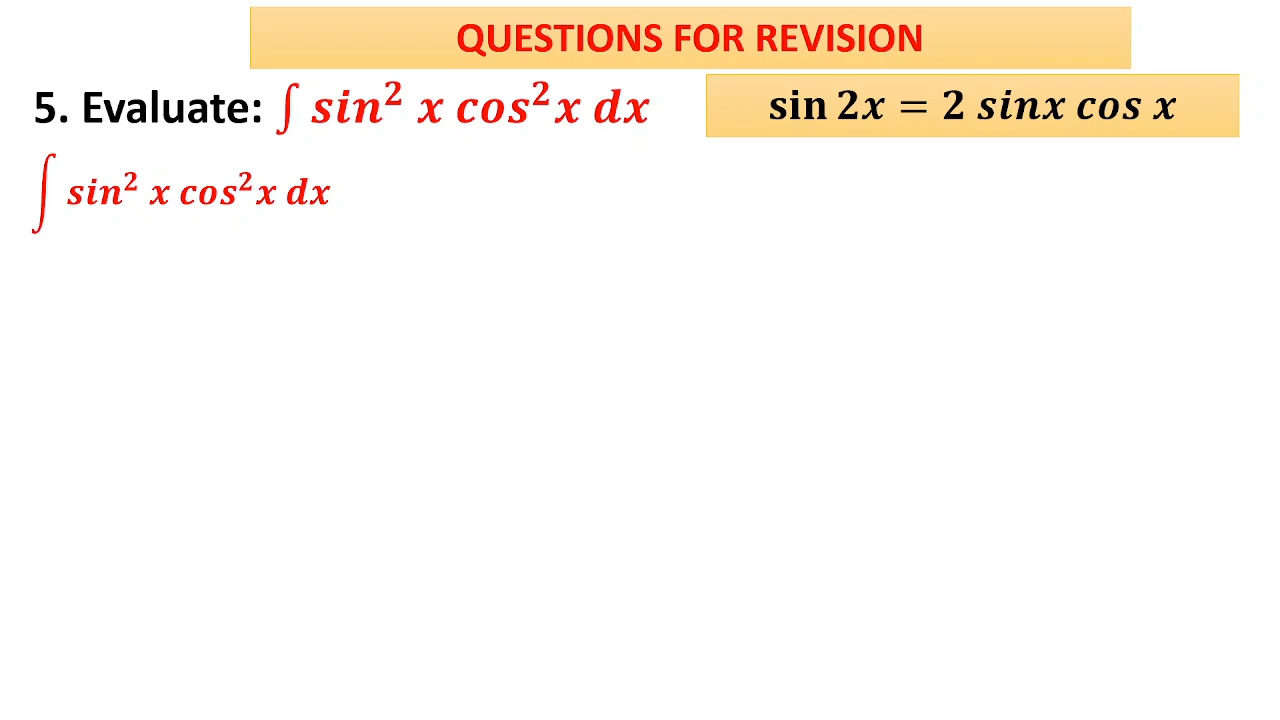 QUESTIONS FOR REVISION
5. Evaluate: ∫ sin² x cos²x dx
sin 2x = 2 sinx cos x
∫ sin² x cos²x dx